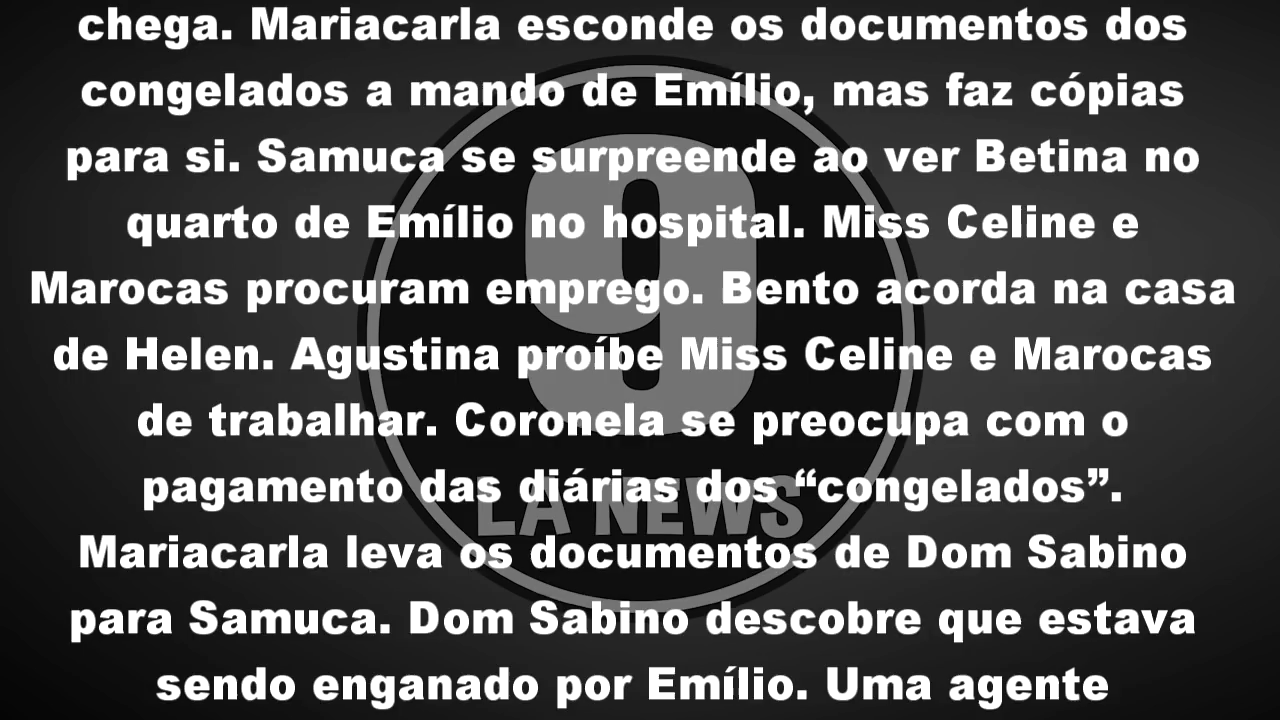 chega. Mariacarla esconde os documentos dos
congelados a mando de Emílio, mas faz cópias
para si. Samuca se surpreende ao ver Betina no
quarto de Emílio no hospital. Miss Celine e
Marocas procuram emprego. Bento acorda na casa
de Helen. Agustina proíbe Miss Celine e Marocas
de trabalhar. Coronela se preocupa com o
pagamento das diárias dos “congelados”.
Mariacarla leva os documentos de Dom Sabino
para Samuca. Dom Sabino descobre que estava
sendo enganado por Emílio. Uma agente
9
LA NEWS